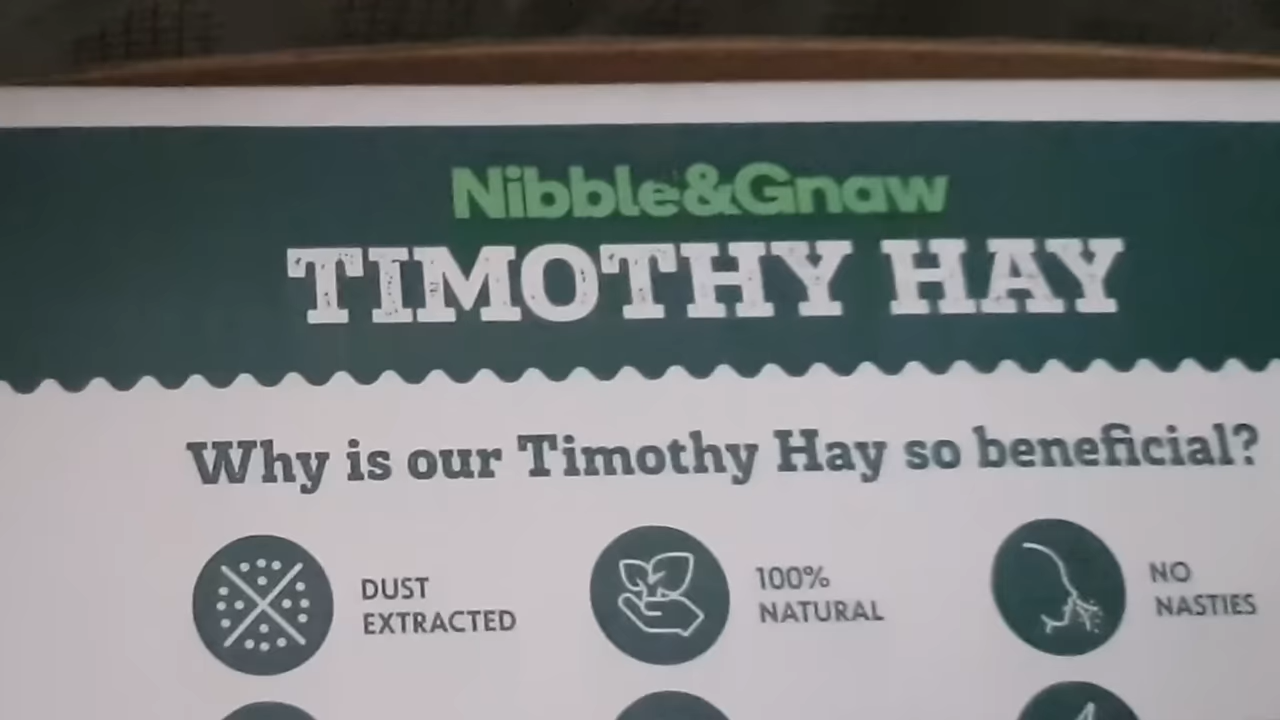 Nibble&Gnaw
TIMOTHY HAY
Why is our Timothy Hay so beneficial?
DUST
EXTRACTED
100%
NATURAL
NO
NASTIES